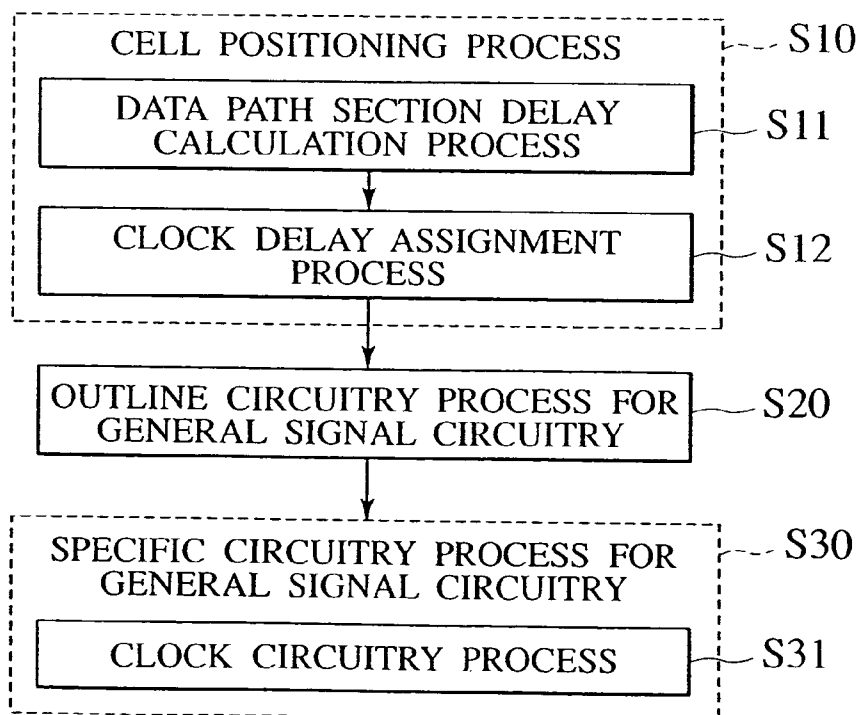 CELL POSITIONING PROCESS
S10
DATA PATH SECTION DELAY
CALCULATION PROCESS
S11
CLOCK DELAY ASSIGNMENT
PROCESS
S12
OUTLINE CIRCUITRY PROCESS FOR
GENERAL SIGNAL CIRCUITRY
S20
SPECIFIC CIRCUITRY PROCESS FOR
GENERAL SIGNAL CIRCUITRY
S30
CLOCK CIRCUITRY PROCESS
S31